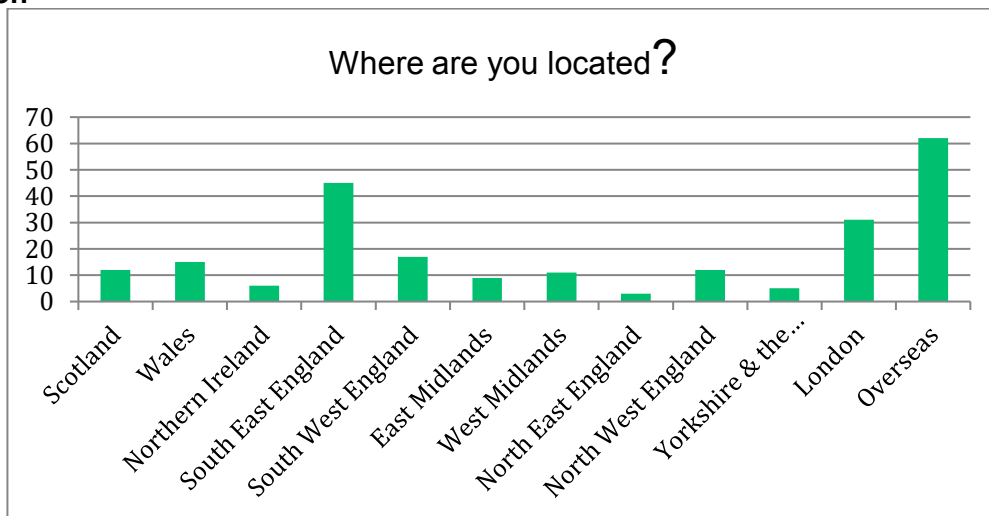 Where are you located?
70
60
50
40
30
20
10
0
Scotland
Wales
Northern Ireland
South East England
South West England
East Midlands
West Midlands
North East England
North West England
Yorkshire & the...
London
Overseas